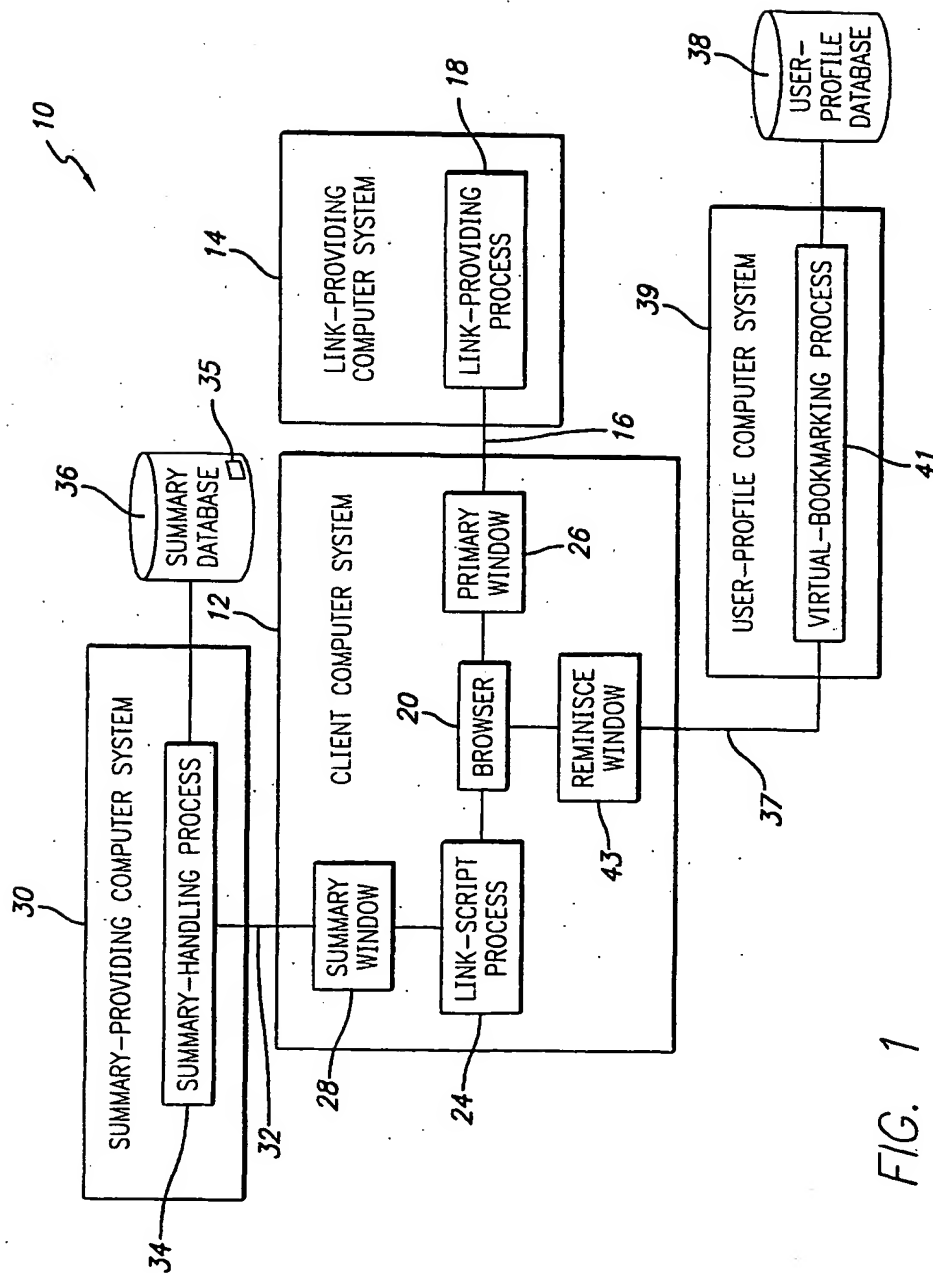 10
30
SUMMARY-PROVIDING COMPUTER SYSTEM
34
SUMMARY-HANDLING PROCESS
36
SUMMARY
DATABASE
35
32
12
CLIENT COMPUTER SYSTEM
28
SUMMARY
WINDOW
24
LINK-SCRIPT
PROCESS
20
BROWSER
26
PRIMARY
WINDOW
43
REMINISCE
WINDOW
14
LINK-PROVIDING
COMPUTER SYSTEM
18
LINK-PROVIDING
PROCESS
16
37
39
USER-PROFILE COMPUTER SYSTEM
VIRTUAL-BOOKMARKING PROCESS
41
38
USER-
PROFILE
DATABASE
FIG. 1